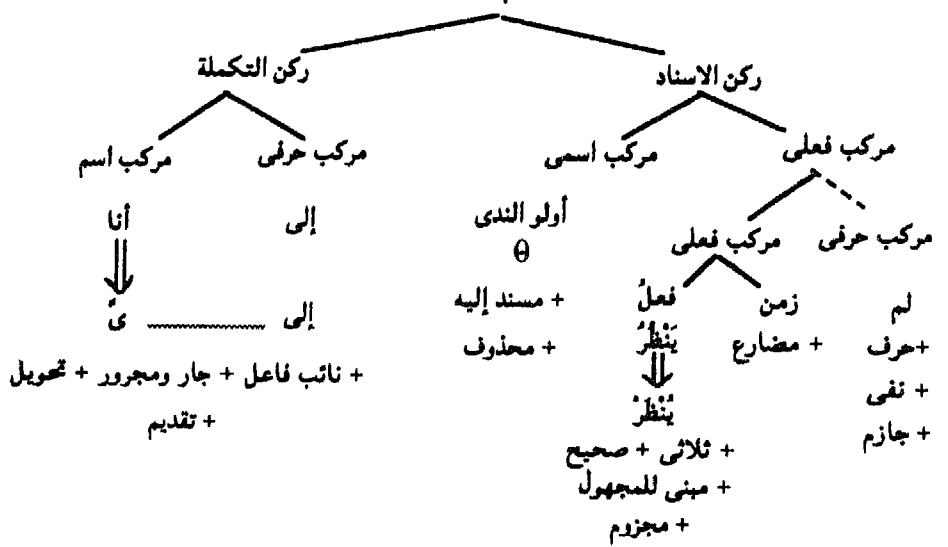 ركن الاسناد ركن التكملة
مركب فعلى مركب اسمى مركب حرفى مركب اسم
أولو الندى إلى أنا
مركب حرفى مركب فعلى θ
لم زمن فعلُ + مسند إليه إلى ىَّ
+حرف + مضارع يَنْظُرُ + محذوف
+ نفى + نائب فاعل + جار ومجرور + تحويل
يُنْظَرْ + تقديم
+ جازم
+ ثلاثى + صحيح
+ مبنى للمجهول
+ مجزوم